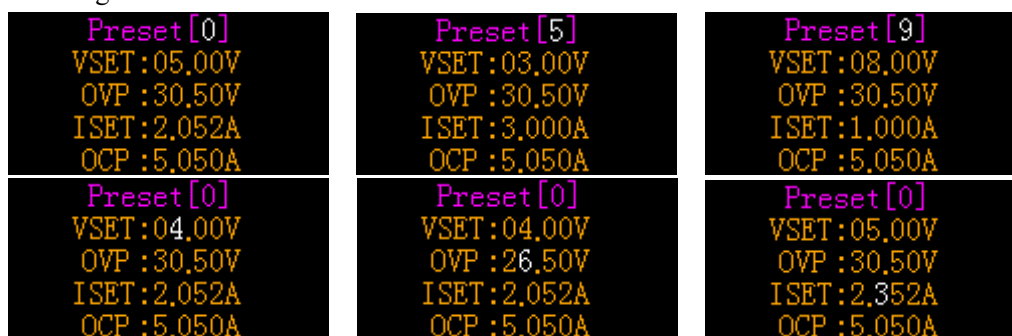 Preset[0]
VSET:05.00V
OVP :30.50V
ISET:2.052A
OCP :5.050A
Preset[5]
VSET:03.00V
OVP :30.50V
ISET:3.000A
OCP :5.050A
Preset[9]
VSET:08.00V
OVP :30.50V
ISET:1.000A
OCP :5.050A
Preset[0]
VSET:04.00V
OVP :30.50V
ISET:2.052A
OCP :5.050A
Preset[0]
VSET:04.00V
OVP :26.50V
ISET:2.052A
OCP :5.050A
Preset[0]
VSET:05.00V
OVP :30.50V
ISET:2.352A
OCP :5.050A